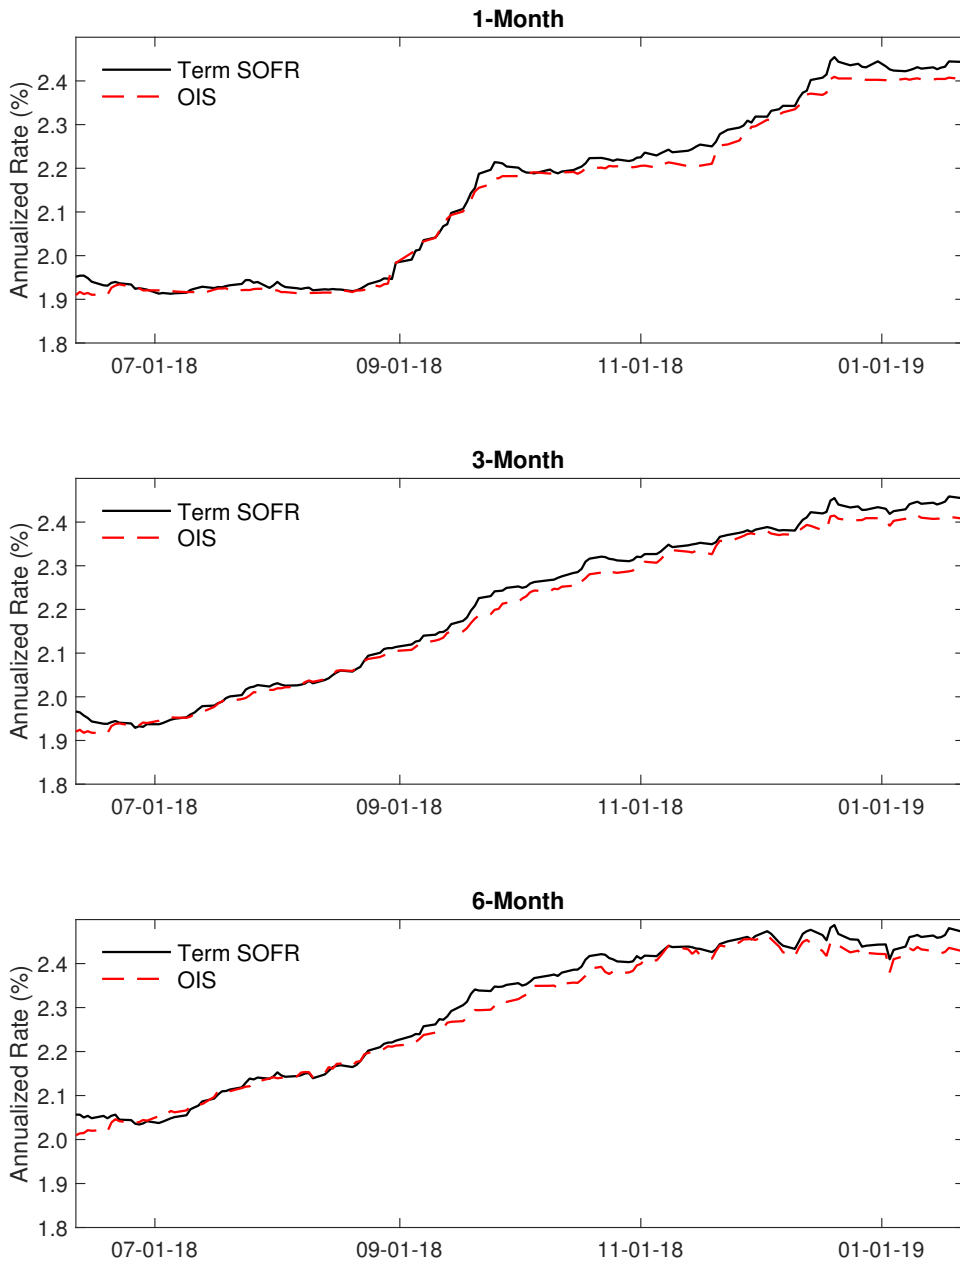 1-Month
Annualized Rate (%)
2.4
2.3
2.2
2.1
2.0
1.9
1.8
Term SOFR
OIS
07-01-18 09-01-18 11-01-18 01-01-19
3-Month
Annualized Rate (%)
2.4
2.3
2.2
2.1
2.0
1.9
1.8
Term SOFR
OIS
07-01-18 09-01-18 11-01-18 01-01-19
6-Month
Annualized Rate (%)
2.4
2.3
2.2
2.1
2.0
1.9
1.8
Term SOFR
OIS
07-01-18 09-01-18 11-01-18 01-01-19